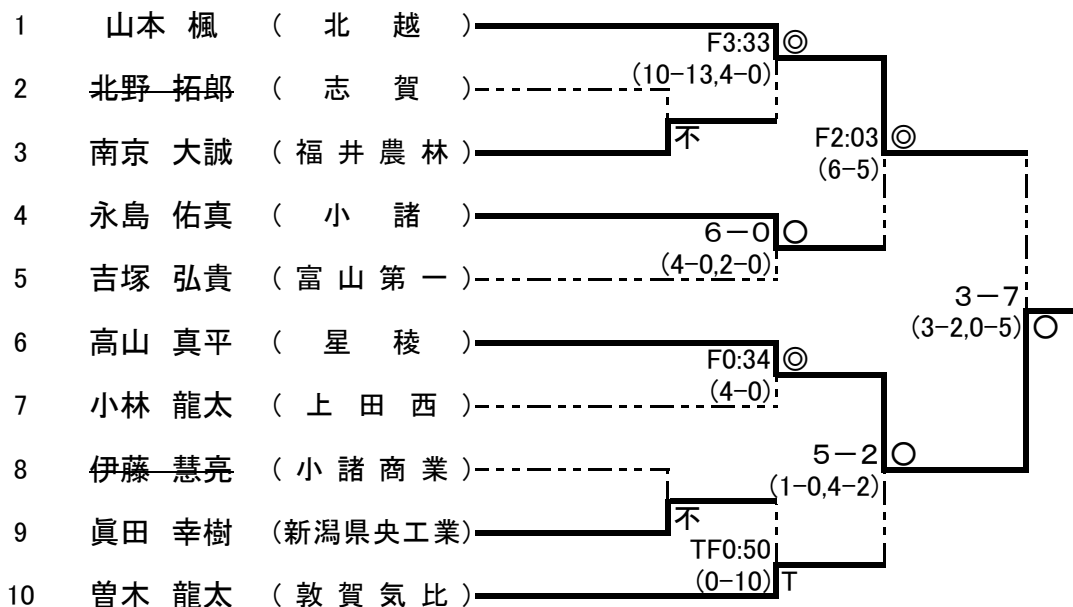 1 山本 楓 ( 北 越 )
F3:33 ◎
(10-13,4-0)
2 北野 拓郎 ( 志 賀 )
不
3 南京 大誠 ( 福井農林 )
F2:03 ◎
(6-5)
4 永島 佑真 ( 小 諸 )
6-0 ○
(4-0,2-0)
5 吉塚 弘貴 ( 富山第一 )
3-7
(3-2,0-5) ○
6 高山 真平 ( 星 稜 )
F0:34 ◎
(4-0)
7 小林 龍太 ( 上田西 )
5-2 ○
(1-0,4-2)
8 伊藤 慧亮 ( 小諸商業 )
不
9 眞田 幸樹 (新潟県央工業)
TF0:50
(0-10) T
10 曽木 龍太 ( 敦賀気比 )